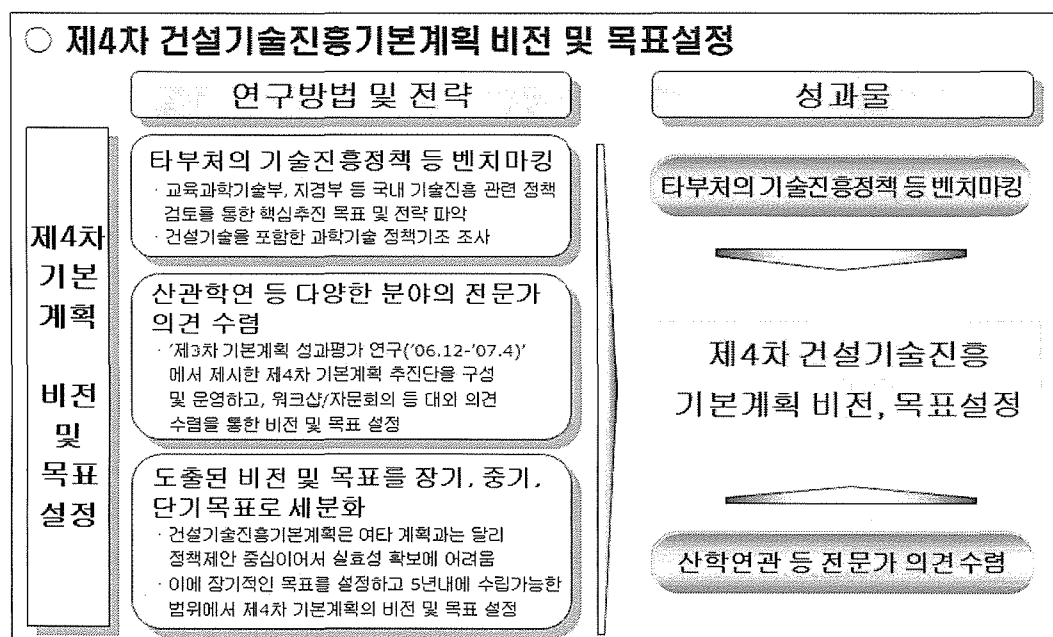 ○ 제4차 건설기술진흥기본계획 비전 및 목표설정
연구방법 및 전략
성과물
제4차
기본
계획
비전
및
목표
설정
타부처의 기술진흥정책 등 벤치마킹
· 교육과학기술부, 지경부 등 국내 기술진흥 관련 정책
검토를 통한 핵심추진 목표 및 전략 파악
· 건설기술을 포함한 과학기술 정책기조 조사
산관학연 등 다양한 분야의 전문가
의견 수렴
· '제3차 기본계획 성과평가 연구('06.12-'07.4)'
에서 제시한 제4차 기본계획 추진단을 구성
및 운영하고, 워크샵/자문회의 등 대외 의견
수렴을 통한 비전 및 목표 설정
도출된 비전 및 목표를 장기, 중기,
단기목표로 세분화
· 건설기술진흥기본계획은 여타 계획과는 달리
정책제안 중심이어서 실효성 확보에 어려움
· 이에 장기적인 목표를 설정하고 5년내에 수립가능한
범위에서 제4차 기본계획의 비전 및 목표 설정
타부처의 기술진흥정책 등 벤치마킹
제4차 건설기술진흥
기본계획 비전, 목표설정
산학연관 등 전문가 의견수렴